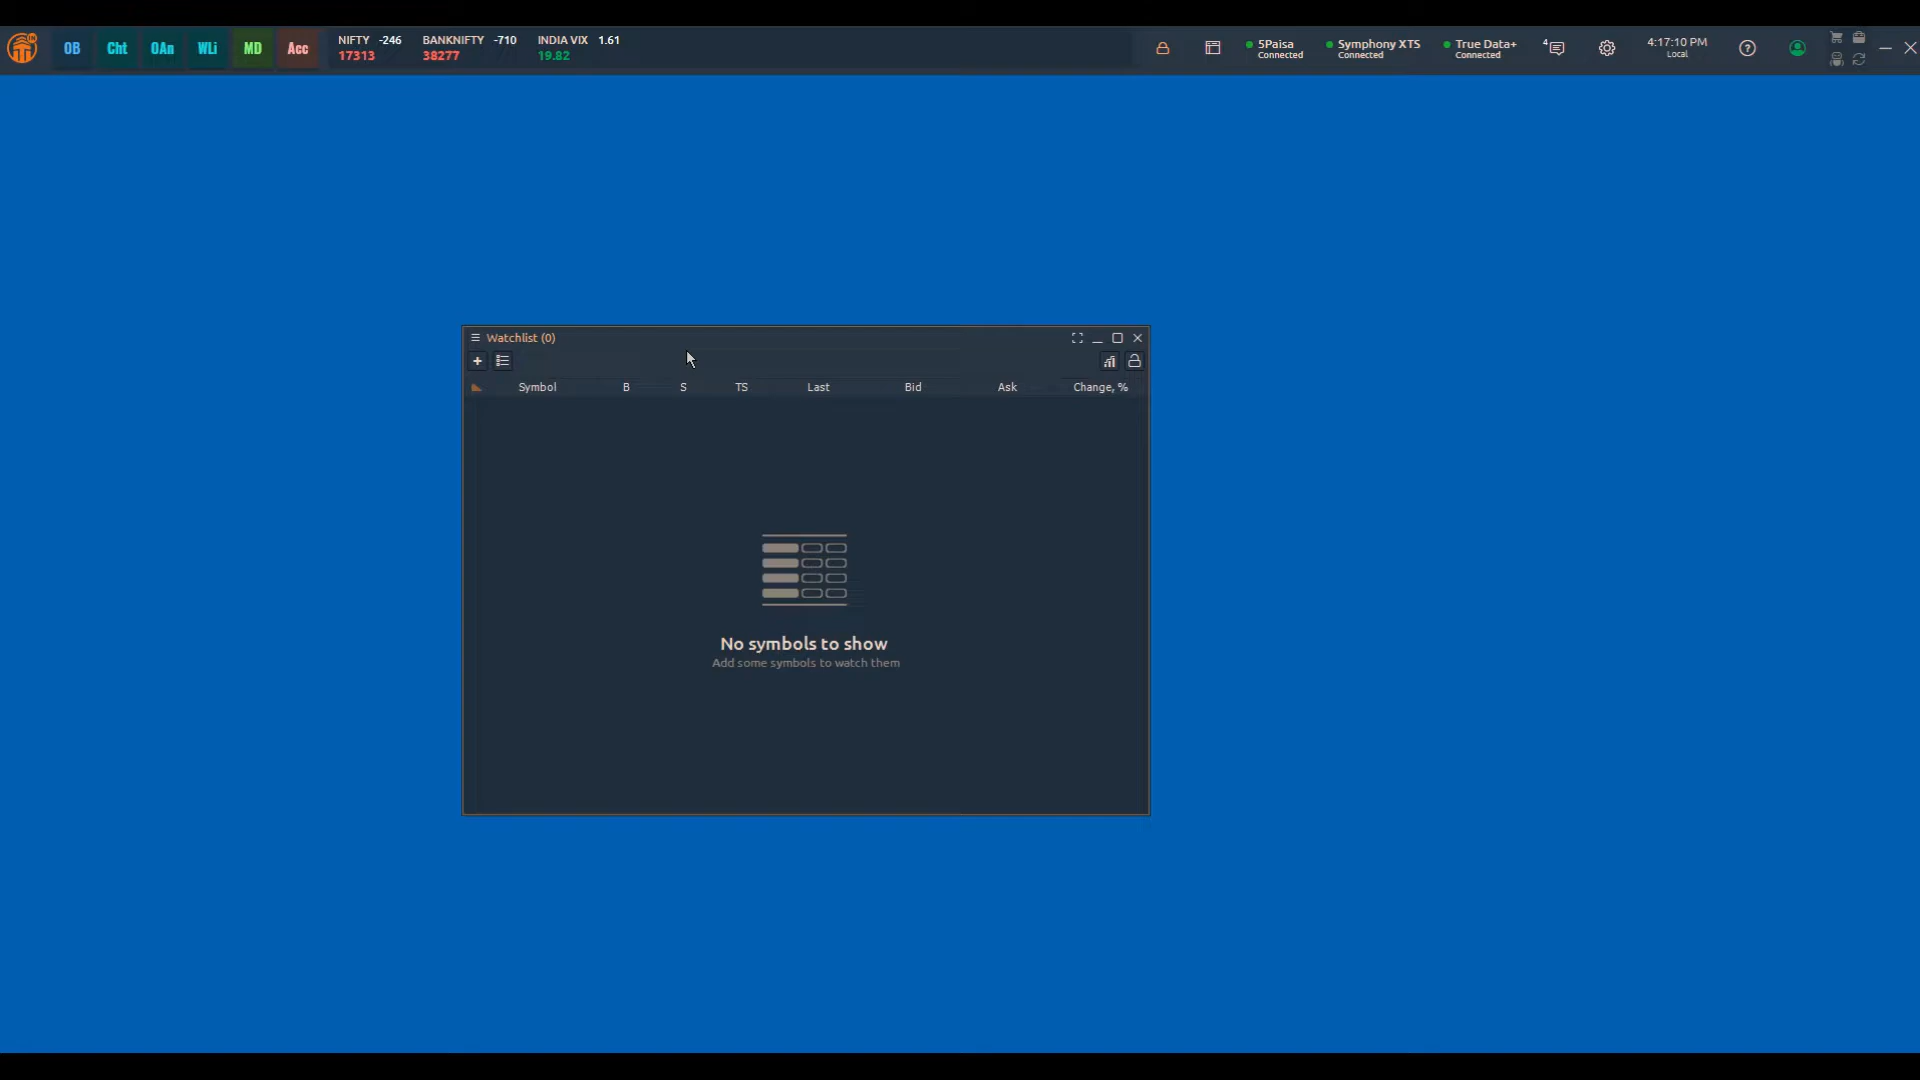 OB Cht OAn WLi MD Acc
NIFTY -246 BANKNIFTY -710 INDIA VIX 1.61
17313 38277 19.82
5Paisa Symphony XTS True Data+ 4 4:17:10 PM
Connected Connected Connected Local
Watchlist (0)
Symbol B S TS Last Bid Ask Change, %
No symbols to show
Add some symbols to watch them